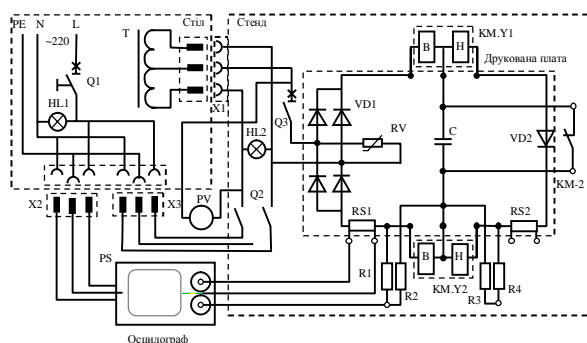 PE N L T Стіл Стенд KM.Y1
~220 В Н
Q1 Друкована плата
HL1 X1 Q3 VD1 RV C VD2
HL2
KM-2
X2 X3 PV Q2 RS1 RS2
PS R1 В Н
R2 KM.Y2 R3 R4
Осцилограф